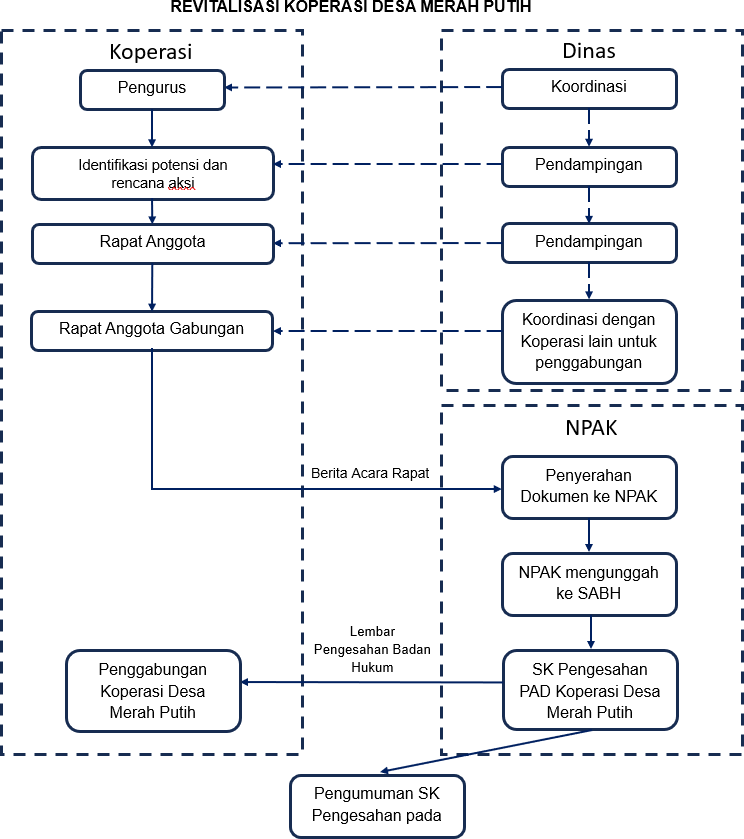 REVITALISASI KOPERASI DESA MERAH PUTIH
Koperasi
Pengurus
Identifikasi potensi dan
rencana aksi
Rapat Anggota
Rapat Anggota Gabungan
Dinas
Koordinasi
Pendampingan
Pendampingan
Koordinasi dengan
Koperasi lain untuk
penggabungan
NPAK
Berita Acara Rapat
Penyerahan
Dokumen ke NPAK
NPAK mengunggah
ke SABH
SK Pengesahan
PAD Koperasi Desa
Merah Putih
Lembar
Pengesahan Badan
Hukum
Penggabungan
Koperasi Desa
Merah Putih
Pengumuman SK
Pengesahan pada